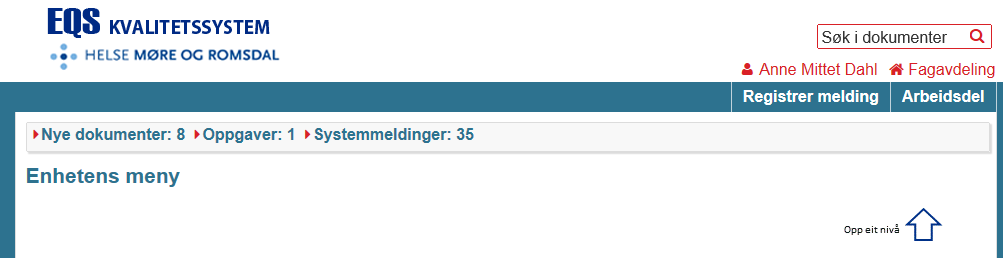 EQS KVALITETSSYSTEM
HELSE MØRE OG ROMSDAL
Søk i dokumenter
Anne Mittet Dahl Fagavdeling
Registrer melding Arbeidsdel
Nye dokumenter: 8 Oppgaver: 1 Systemmeldinger: 35
Enhetens meny
Opp eit nivå